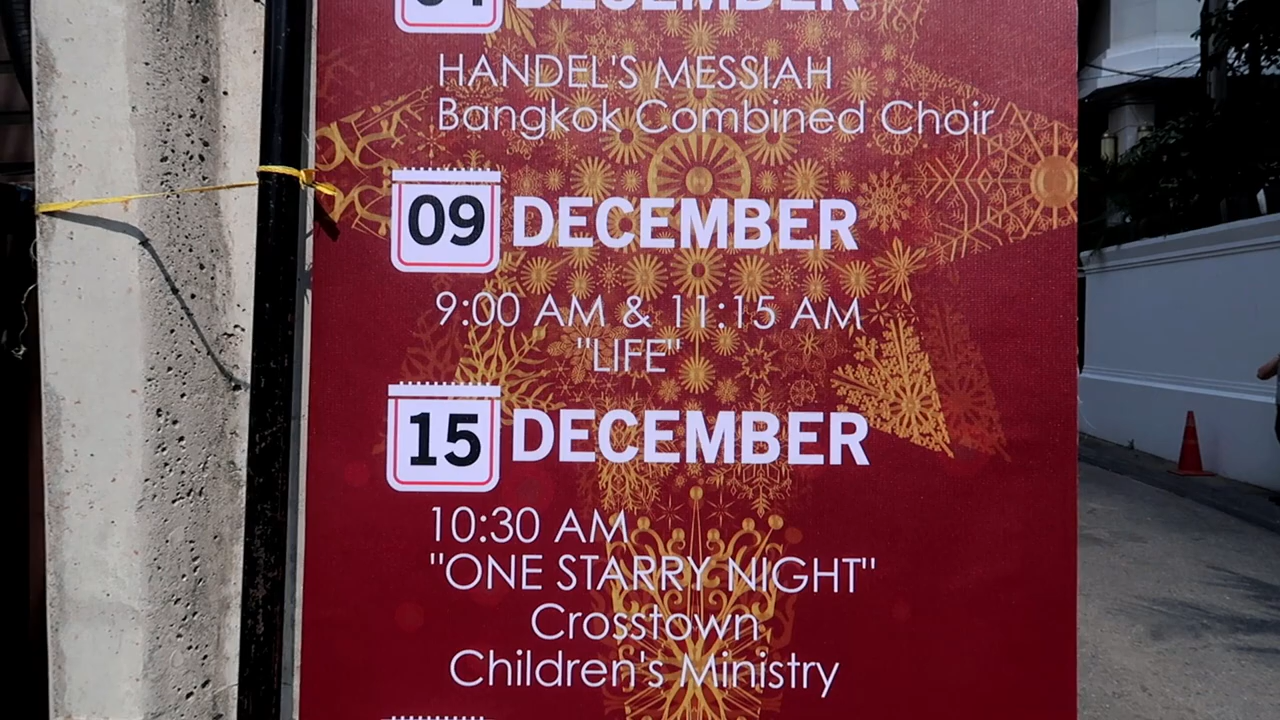 DECEMBER
HANDEL'S MESSIAH
Bangkok Combined Choir
09 DECEMBER
9:00 AM & 11:15 AM
"LIFE"
15 DECEMBER
10:30 AM
"ONE STARRY NIGHT"
Crosstown
Children's Ministry